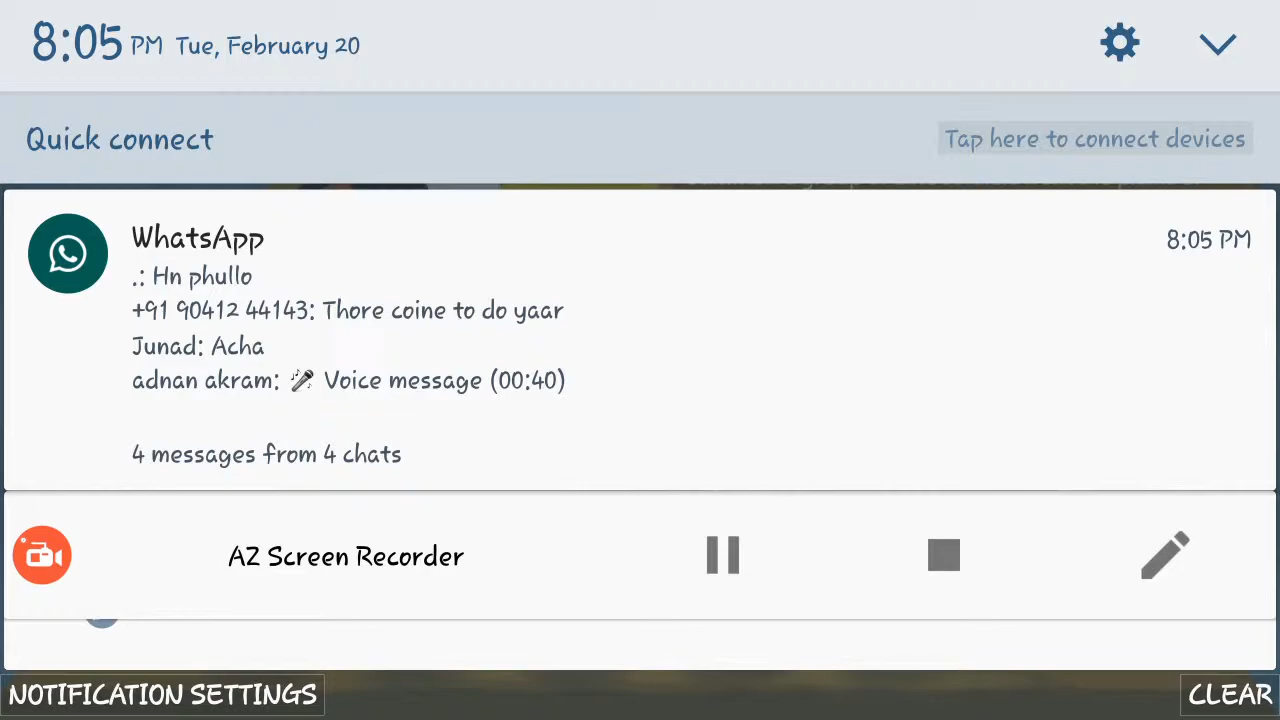 8:05 PM Tue, February 20
Quick connect
Tap here to connect devices
WhatsApp
8:05 PM
.: Hn phullo
+91 90412 44143: Thore coine to do yaar
Junad: Acha
adnan akram: 🎤 Voice message (00:40)
4 messages from 4 chats
AZ Screen Recorder
NOTIFICATION SETTINGS
CLEAR